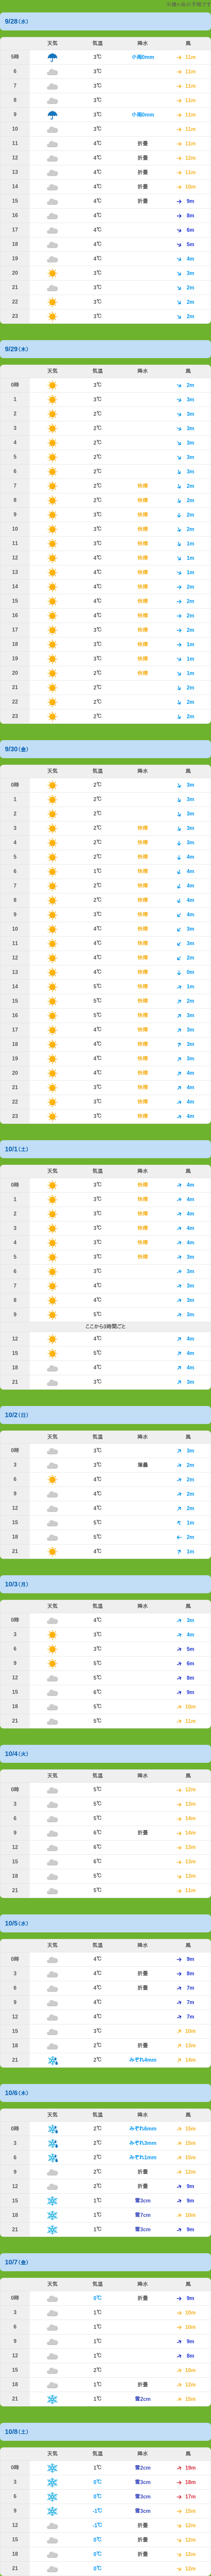 の予報です
9/28(水)
天気 気温 降水 風
5時 3℃ 小雨0mm 11m
6 3℃ 11m
7 3℃ 11m
8 3℃ 11m
9 3℃ 小雨0mm 11m
10 3℃ 11m
11 4℃ 折畳 11m
12 4℃ 折畳 12m
13 4℃ 折畳 11m
14 4℃ 折畳 10m
15 4℃ 折畳 9m
16 4℃ 8m
17 4℃ 6m
18 4℃ 5m
19 4℃ 4m
20 3℃ 3m
21 3℃ 2m
22 3℃ 2m
23 3℃ 2m
9/29(木)
天気 気温 降水 風
0時 3℃ 2m
1 3℃ 3m
2 2℃ 3m
3 2℃ 3m
4 2℃ 3m
5 2℃ 3m
6 2℃ 3m
7 2℃ 快晴 2m
8 2℃ 快晴 2m
9 3℃ 快晴 2m
10 3℃ 快晴 2m
11 3℃ 快晴 1m
12 4℃ 快晴 1m
13 4℃ 快晴 1m
14 4℃ 快晴 2m
15 4℃ 快晴 2m
16 4℃ 快晴 2m
17 3℃ 快晴 2m
18 3℃ 快晴 1m
19 3℃ 快晴 1m
20 2℃ 快晴 1m
21 2℃ 2m
22 2℃ 2m
23 2℃ 2m
9/30(金)
天気 気温 降水 風
0時 2℃ 3m
1 2℃ 3m
2 2℃ 3m
3 2℃ 快晴 3m
4 2℃ 快晴 3m
5 2℃ 快晴 4m
6 1℃ 快晴 4m
7 2℃ 快晴 4m
8 2℃ 快晴 4m
9 3℃ 快晴 4m
10 4℃ 快晴 3m
11 4℃ 快晴 3m
12 4℃ 快晴 2m
13 4℃ 快晴 0m
14 5℃ 快晴 1m
15 5℃ 快晴 2m
16 5℃ 快晴 3m
17 4℃ 快晴 3m
18 4℃ 快晴 3m
19 4℃ 快晴 3m
20 4℃ 快晴 4m
21 3℃ 快晴 4m
22 3℃ 快晴 4m
23 3℃ 快晴 4m
10/1(土)
天気 気温 降水 風
0時 3℃ 快晴 4m
1 3℃ 快晴 4m
2 3℃ 快晴 4m
3 3℃ 快晴 4m
4 3℃ 快晴 4m
5 3℃ 快晴 3m
6 3℃ 3m
7 4℃ 3m
8 4℃ 3m
9 5℃ 3m
ここから3時間ごと
12 4℃ 4m
15 5℃ 4m
18 4℃ 4m
21 3℃ 3m
10/2(日)
天気 気温 降水 風
0時 3℃ 3m
3 3℃ 薄曇 2m
6 4℃ 2m
9 4℃ 2m
12 4℃ 2m
15 5℃ 1m
18 5℃ 2m
21 4℃ 1m
10/3(月)
天気 気温 降水 風
0時 4℃ 3m
3 3℃ 4m
6 3℃ 5m
9 5℃ 6m
12 5℃ 8m
15 6℃ 9m
18 5℃ 10m
21 5℃ 11m
10/4(火)
天気 気温 降水 風
0時 5℃ 12m
3 5℃ 13m
6 5℃ 14m
9 6℃ 折畳 14m
12 6℃ 13m
15 6℃ 13m
18 5℃ 13m
21 5℃ 11m
10/5(水)
天気 気温 降水 風
0時 4℃ 9m
3 4℃ 折畳 8m
6 4℃ 折畳 7m
9 4℃ 7m
12 4℃ 7m
15 3℃ 10m
18 2℃ 折畳 13m
21 2℃ みぞれ4mm 14m
10/6(木)
天気 気温 降水 風
0時 2℃ みぞれ6mm 15m
3 2℃ みぞれ3mm 15m
6 2℃ みぞれ1mm 15m
9 2℃ 折畳 12m
12 2℃ 折畳 9m
15 1℃ 雪3cm 9m
18 1℃ 雪7cm 10m
21 1℃ 雪3cm 9m
10/7(金)
天気 気温 降水 風
0時 0℃ 折畳 9m
3 1℃ 10m
6 1℃ 10m
9 1℃ 9m
12 1℃ 8m
15 2℃ 10m
18 1℃ 折畳 12m
21 1℃ 雪2cm 15m
10/8(土)
天気 気温 降水 風
0時 1℃ 雪2cm 19m
3 0℃ 雪3cm 18m
6 0℃ 雪3cm 17m
9 -1℃ 雪3cm 15m
12 -1℃ 折畳 12m
15 0℃ 折畳 12m
18 0℃ 折畳 12m
21 0℃ 12m